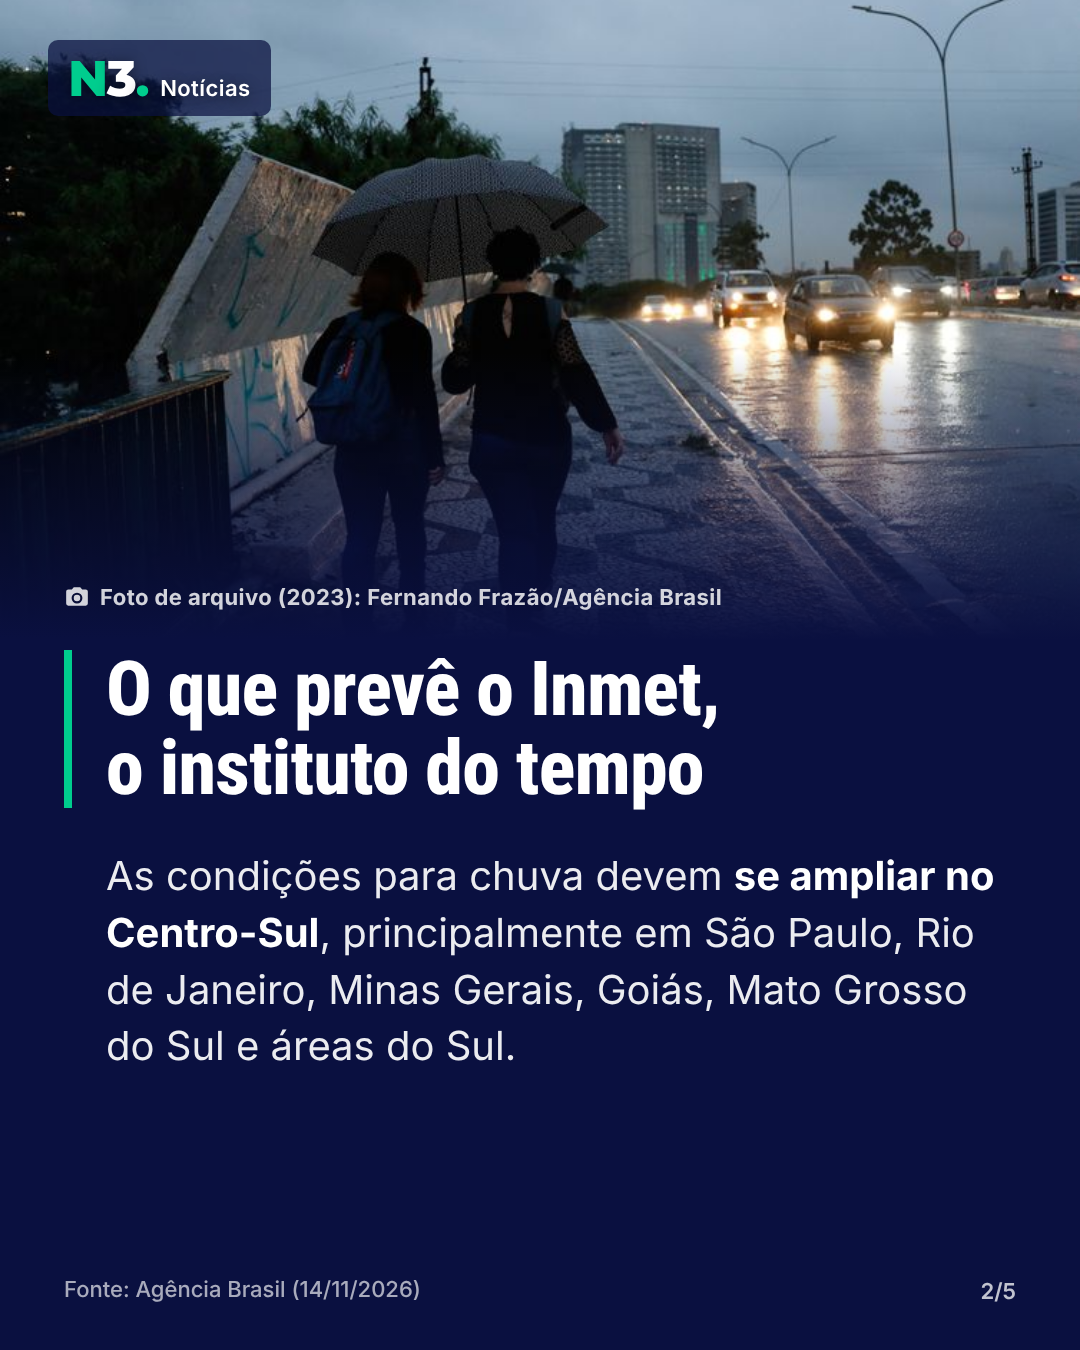 N3. Notícias
Foto de arquivo (2023): Fernando Frazão/Agência Brasil
O que prevê o Inmet,
o instituto do tempo
As condições para chuva devem se ampliar no
Centro-Sul, principalmente em São Paulo, Rio
de Janeiro, Minas Gerais, Goiás, Mato Grosso
do Sul e áreas do Sul.
Fonte: Agência Brasil (14/11/2026)
2/5